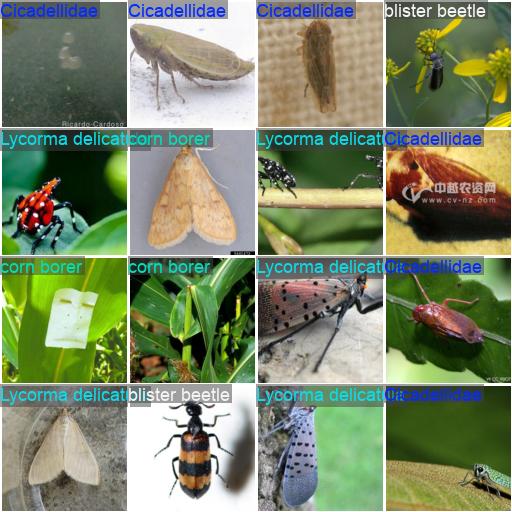 Cicadellidae
Cicadellidae
Cicadellidae
blister beetle
Ricardo-Cardoso
Lycorma delicat
corn borer
Lycorma delicat
Cicadellidae
中越农资网
www.cv-nz.com
corn borer
corn borer
Lycorma delicat
Cicadellidae
Lycorma delicat
blister beetle
Lycorma delicat
Cicadellidae